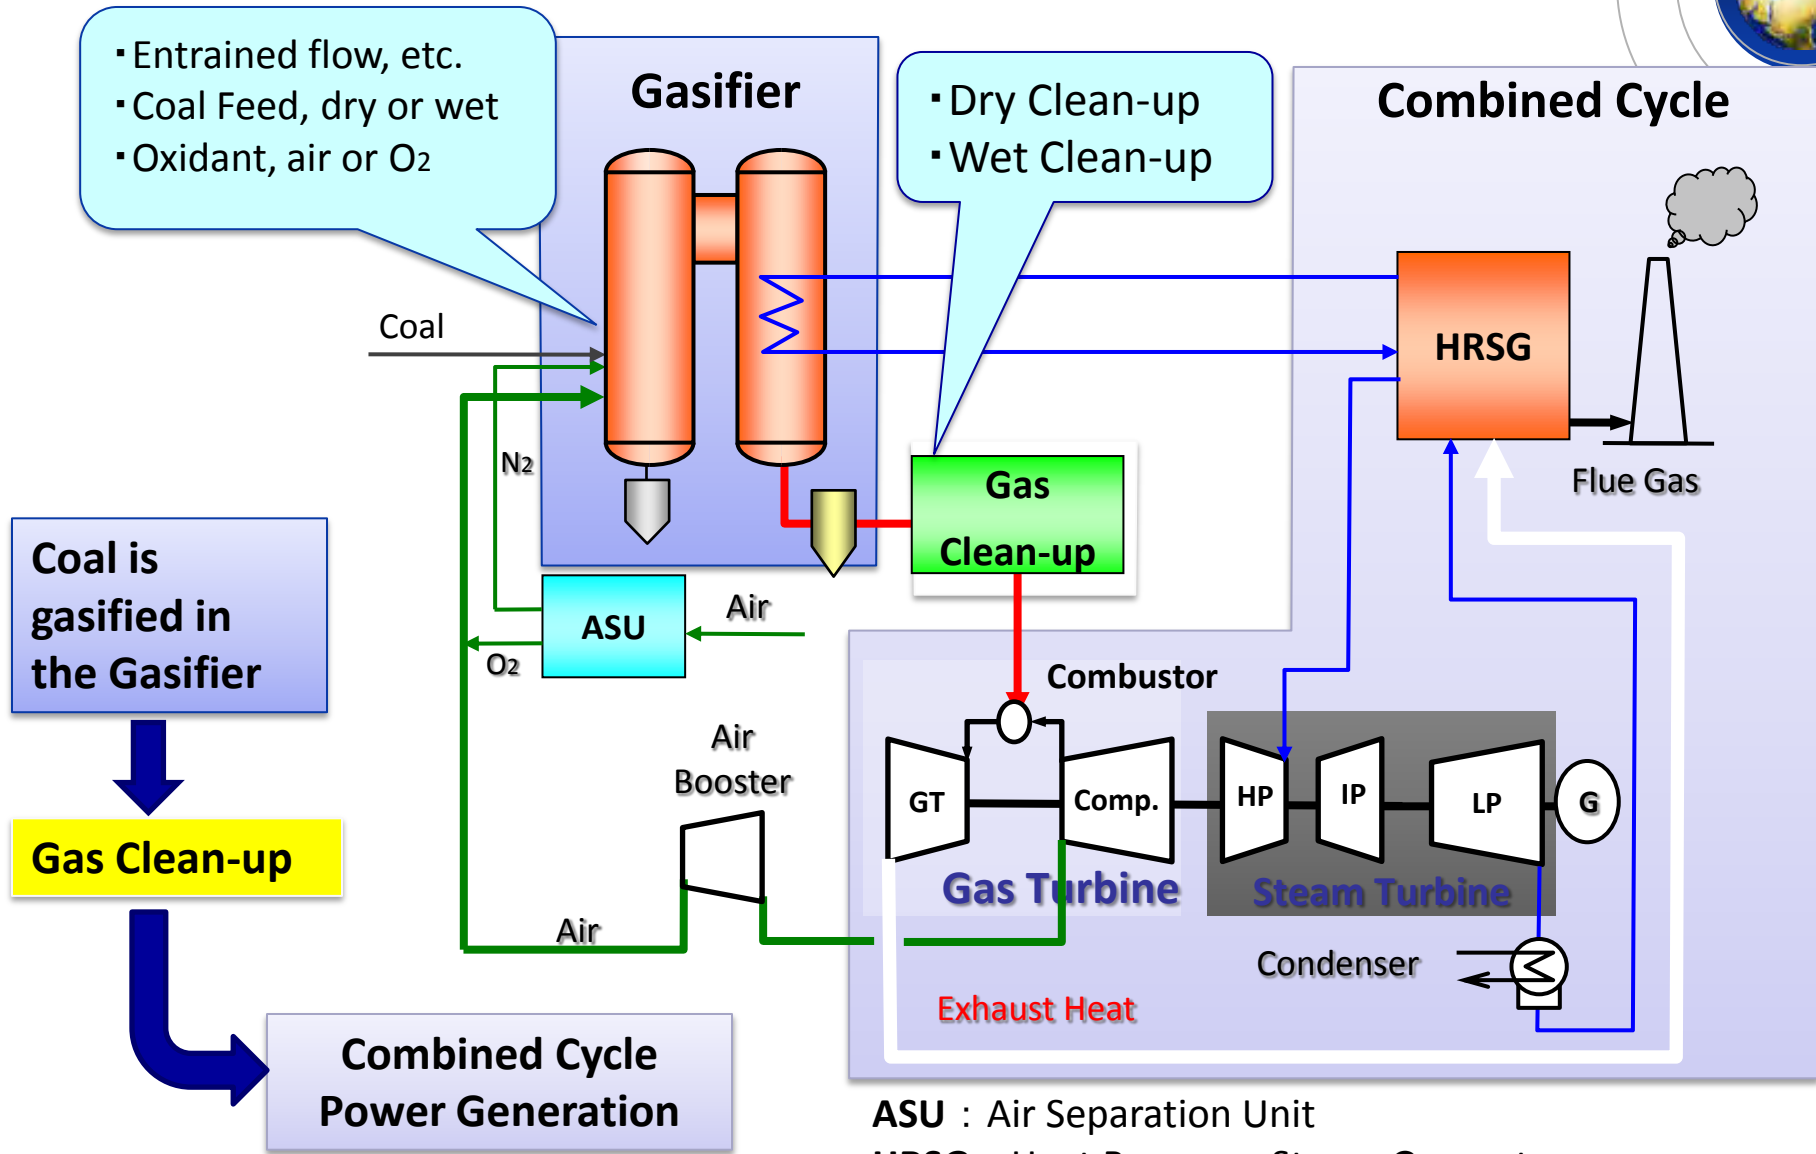 ▪Entrained flow, etc.
▪Coal Feed, dry or wet
▪Oxidant, air or O2
Gasifier
▪Dry Clean-up
▪Wet Clean-up
Combined Cycle
Coal
HRSG
N2
Gas
Clean-up
Flue Gas
Coal is
gasified in
the Gasifier
ASU
Air
O2
Combustor
Air
Booster
GT
Comp.
HP
IP
LP
G
Gas Clean-up
Gas Turbine
Steam Turbine
Air
Condenser
Exhaust Heat
Combined Cycle
Power Generation
ASU : Air Separation Unit